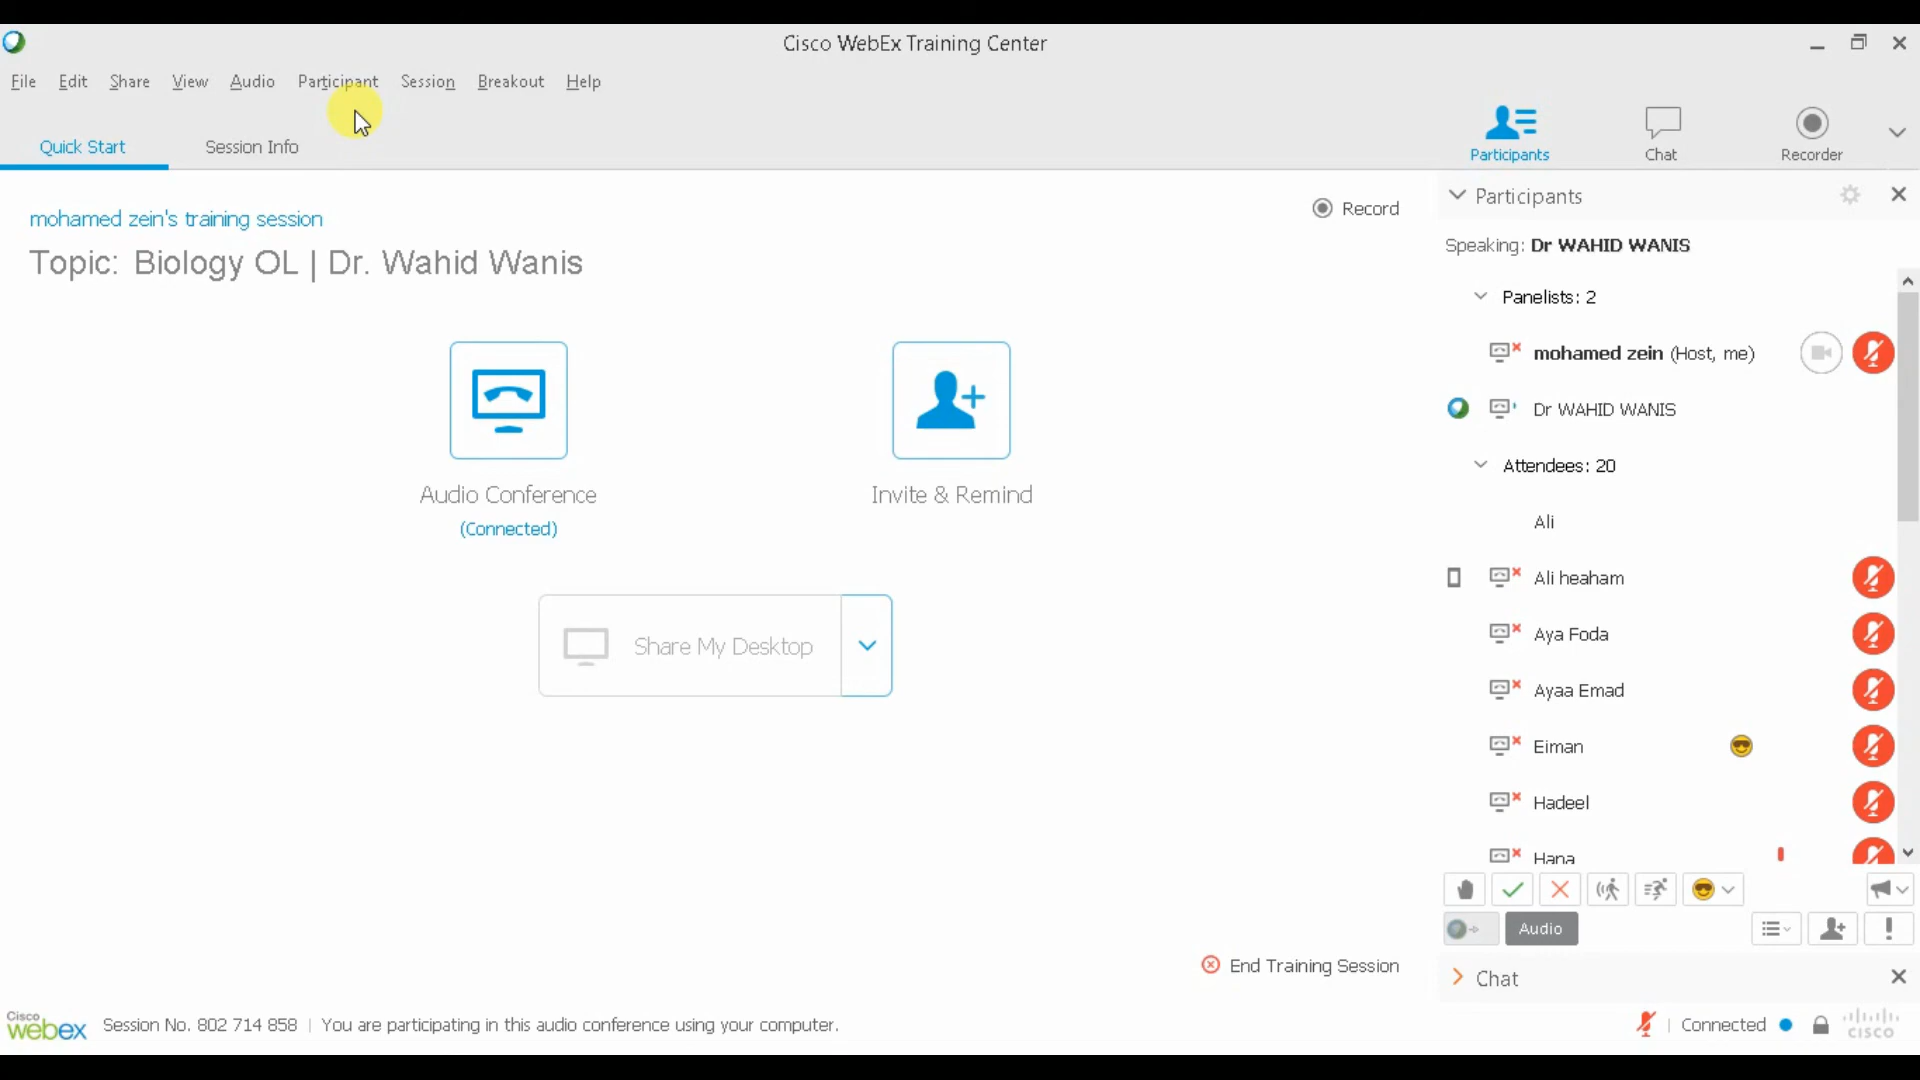 Cisco WebEx Training Center
File Edit Share View Audio Participant Session Breakout Help
Quick Start Session Info
Participants Chat Recorder
mohamed zein's training session
Record
Topic: Biology OL | Dr. Wahid Wanis
Audio Conference
(Connected)
Invite & Remind
Share My Desktop
End Training Session
Participants
Speaking: Dr WAHID WANIS
Panelists: 2
mohamed zein (Host, me)
Dr WAHID WANIS
Attendees: 20
Ali
Ali heaham
Aya Foda
Ayaa Emad
Eiman
Hadeel
Hana
Audio
Chat
Cisco webex
Session No. 802 714 858 | You are participating in this audio conference using your computer.
Connected
cisco